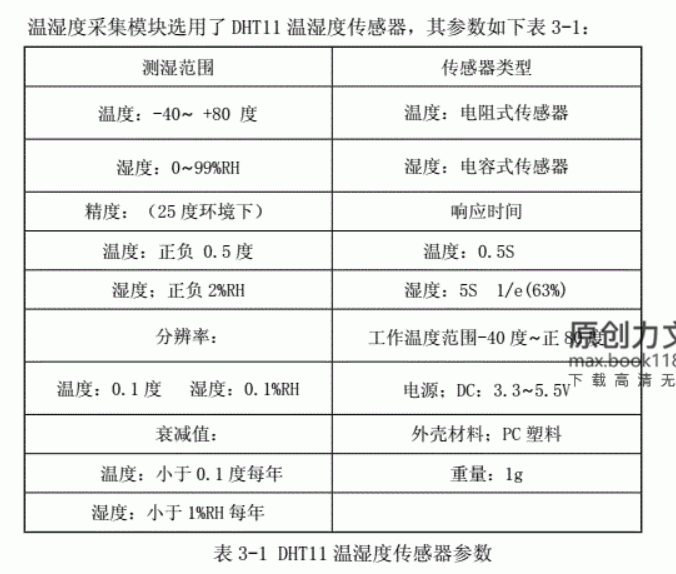 温湿度采集模块选用了 DHT11 温湿度传感器，其参数如下表 3-1：
测湿范围 传感器类型
温度：-40~ +80 度 温度：电阻式传感器
湿度：0~99%RH 湿度：电容式传感器
精度：（25 度环境下） 响应时间
温度：正负 0.5 度 温度：0.5S
湿度；正负 2%RH 湿度：5S 1/e(63%)
分辨率： 工作温度范围-40 度~正 80 度
原创力文
max.book118
下载高清无
温度：0.1 度 湿度：0.1%RH 电源；DC：3.3~5.5V
衰减值： 外壳材料；PC 塑料
温度：小于 0.1 度每年 重量：1g
湿度：小于 1%RH 每年
表 3-1 DHT11 温湿度传感器参数